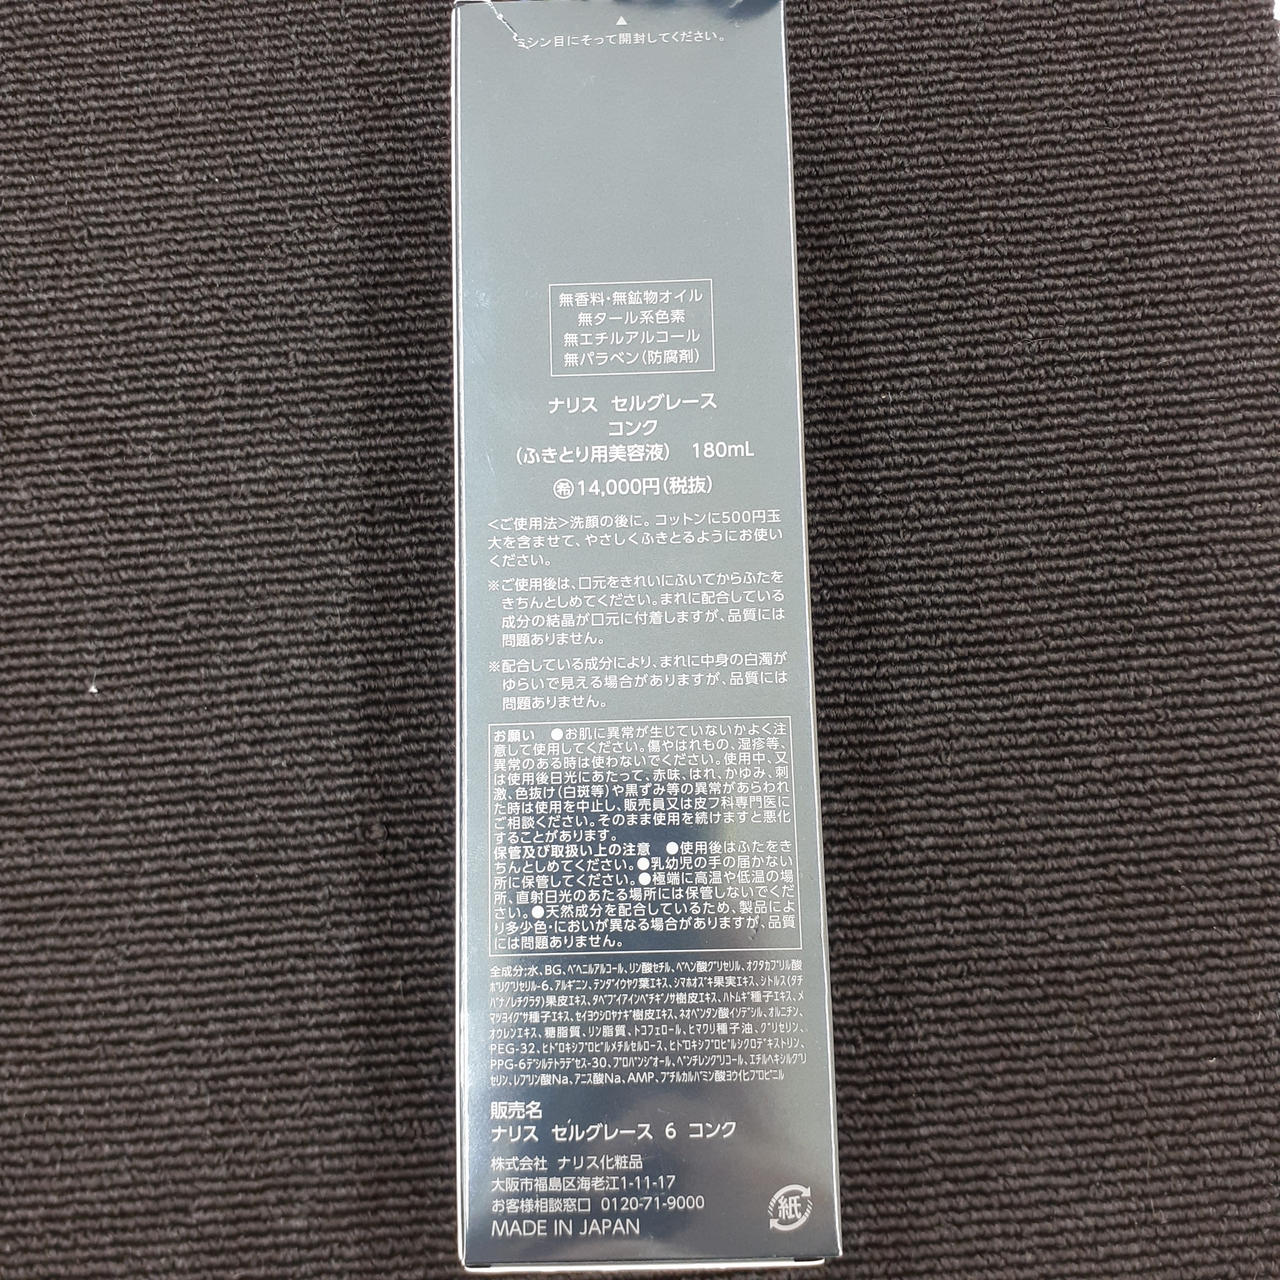 ▲
ミシン目にそって開封してください。
無香料・無鉱物オイル
無タール系色素
無エチルアルコール
無パラベン(防腐剤)
ナリス セルグレース
コンク
(ふきとり用美容液) 180mL
㊕14,000円(税抜)
<ご使用法>洗顔の後に。コットンに500円玉
大を含ませて、やさしくふきとるようにお使い
ください。
※ご使用後は、口元をきれいにふいてからふたを
きちんとしめてください。まれに配合している
成分の結晶が口元に付着しますが、品質には
問題ありません。
※配合している成分により、まれに中身の白濁が
ゆらいで見える場合がありますが、品質には
問題ありません。
お願い ●お肌に異常が生じていないかよく注
意して使用してください。傷やはれもの、湿疹等、
異常のある時は使わないでください。使用中、又
は使用後日光にあたって、赤味、はれ、かゆみ、刺
激、色抜け(白斑等)や黒ずみ等の異常があらわれ
た時は使用を中止し、販売員又は皮フ科専門医に
ご相談ください。そのまま使用を続けますと悪化
することがあります。
保管及び取扱い上の注意 ●使用後はふたをき
ちんとしめてください。●乳幼児の手の届かない
所に保管してください。●極端に高温や低温の場
所、直射日光のあたる場所には保管しないでくだ
さい。●天然成分を配合しているため、製品によ
り多少色・においが異なる場合がありますが、品質
には問題ありません。
全成分:水、BG、ベヘニルアルコール、リン酸セチル、ベヘン酸グリセリル、オクタカプリル酸
ポリグリセリル-6、アルギニン、テンダイウヤク葉エキス、シマホオズキ果実エキス、シトルス(タチ
バナ/レチクラタ)果皮エキス、タベブイアインペチギノサ樹皮エキス、ハトムギ種子エキス、メ
マツヨイグサ種子エキス、セイヨウシロヤナギ樹皮エキス、ネオペンタン酸イソデシル、オルニチン、
オウレンエキス、糖脂質、リン脂質、トコフェロール、ヒマワリ種子油、グリセリン、
PEG-32、ヒドロキシプロピルメチルセルロース、ヒドロキシプロピルシクロデキストリン、
PPG-6デシルテトラデセス-30、プロパンジオール、ペンチレングリコール、エチルヘキシルグリ
セリン、レブリン酸Na、アニス酸Na、AMP、ブチルカルバミン酸ヨウ化プロピニル
販売名
ナリス セルグレース 6 コンク
株式会社 ナリス化粧品
大阪市福島区海老江1-11-17
お客様相談窓口 0120-71-9000
MADE IN JAPAN
紙